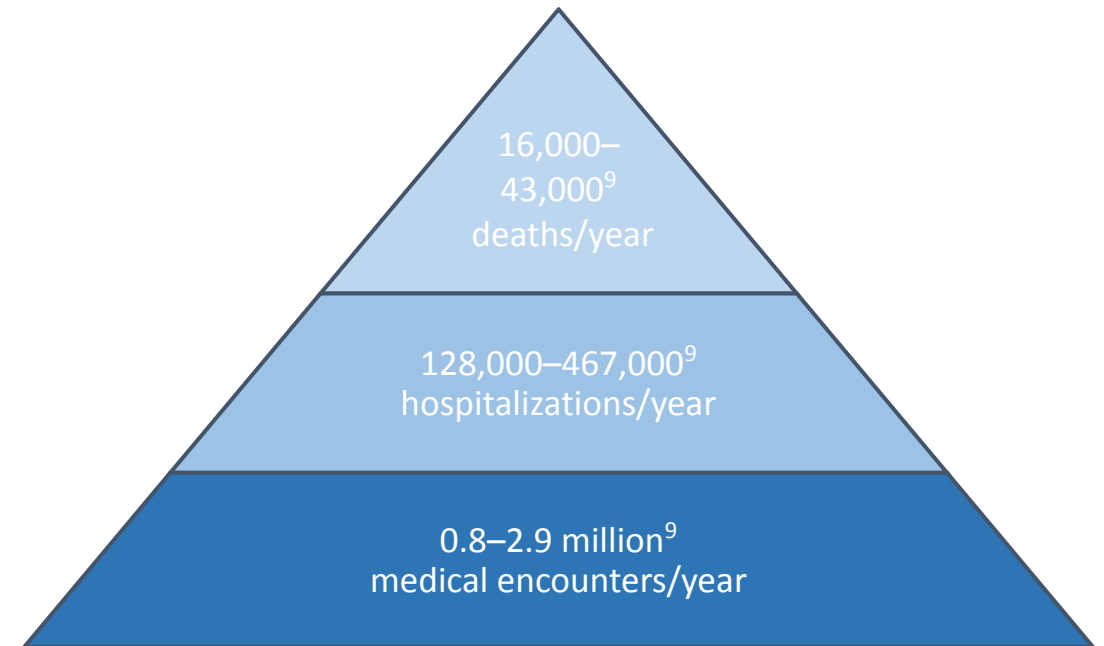 16,000–
43,000⁹
deaths/year
128,000–467,000⁹
hospitalizations/year
0.8–2.9 million⁹
medical encounters/year